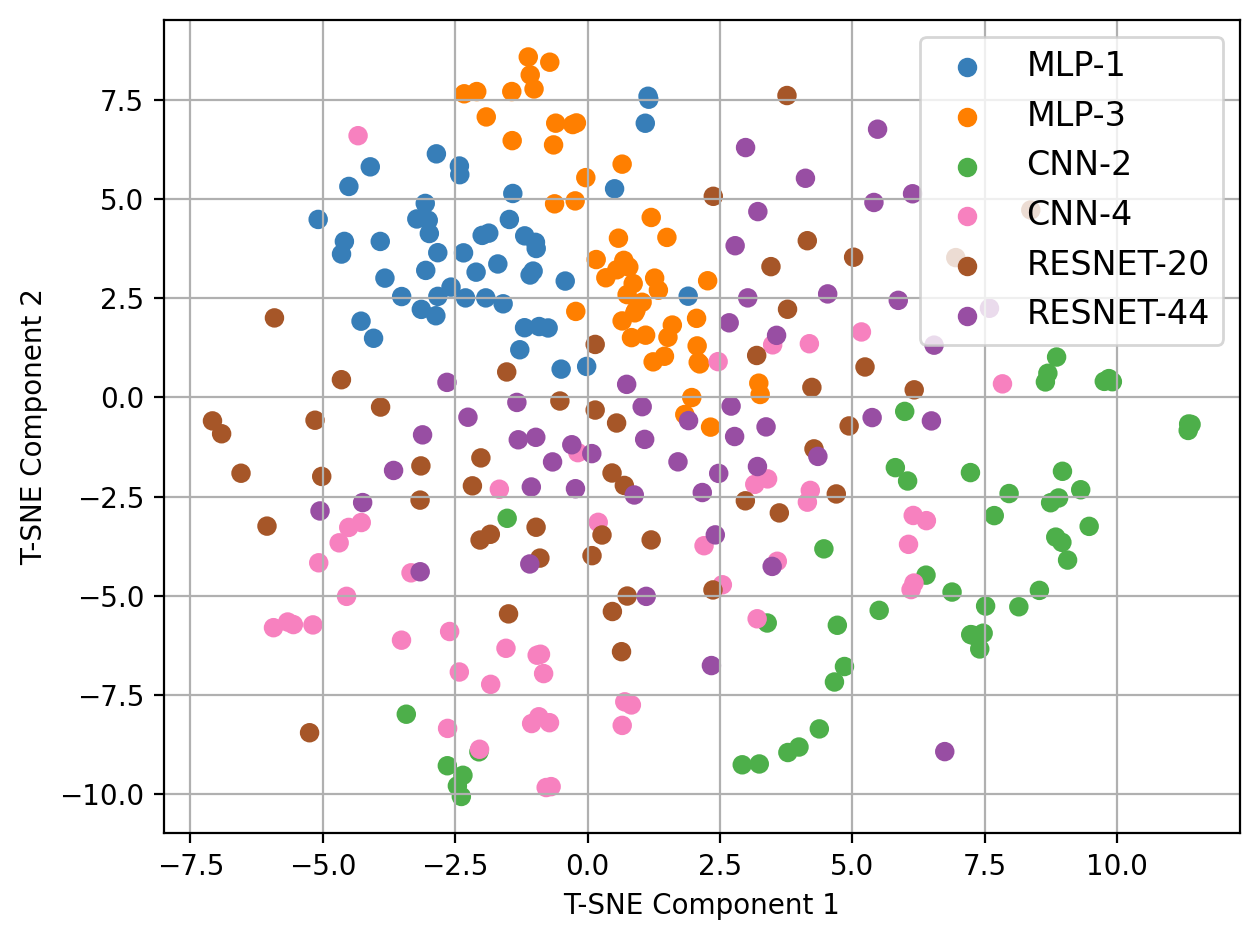 MLP-1
MLP-3
CNN-2
CNN-4
RESNET-20
RESNET-44
T-SNE Component 2
7.5
5.0
2.5
0.0
−2.5
−5.0
−7.5
−10.0
−7.5 −5.0 −2.5 0.0 2.5 5.0 7.5 10.0
T-SNE Component 1